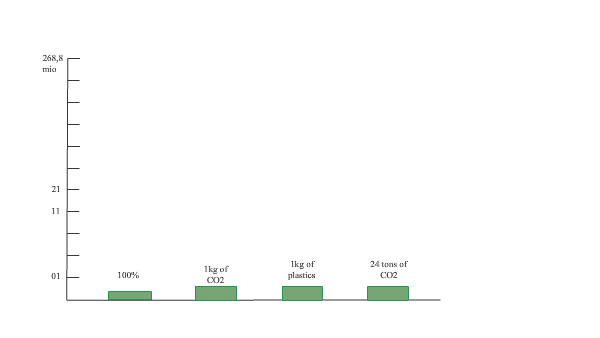 268,8
mio
21
11
01
100%
1kg of
CO2
1kg of
plastics
24 tons of
CO2